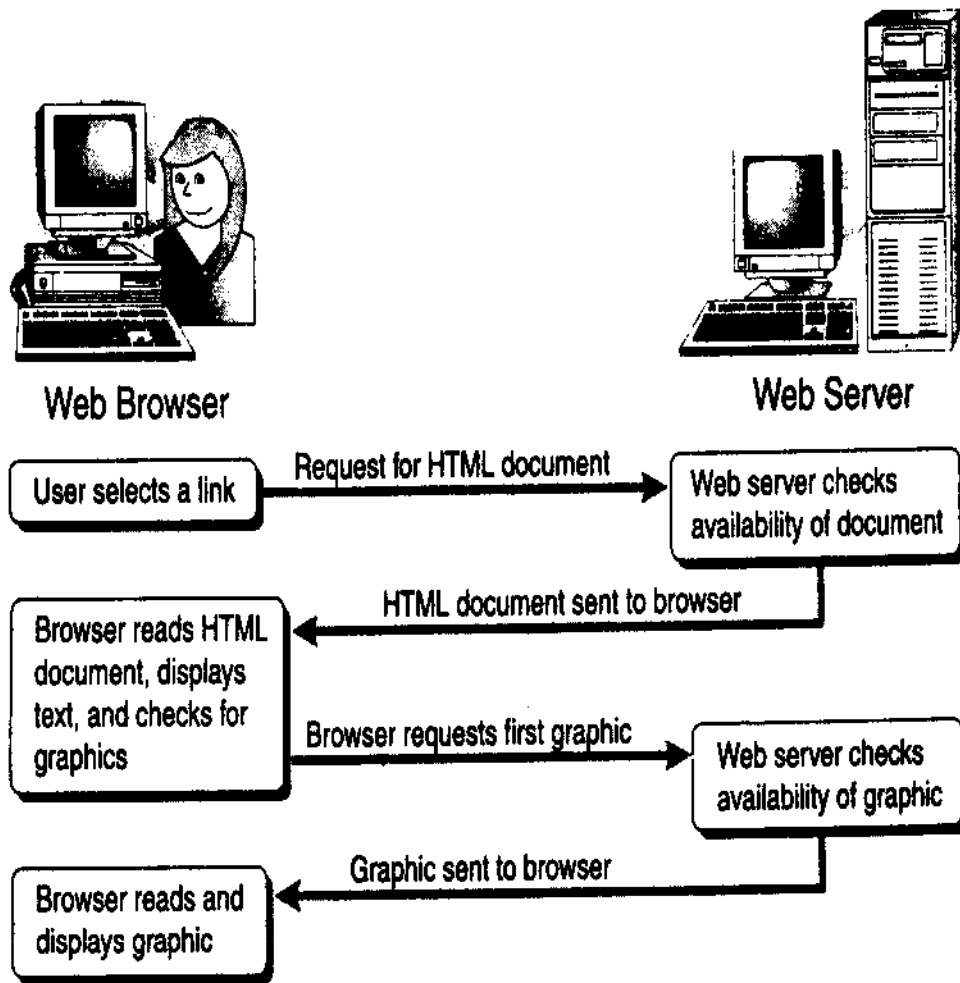 Web Browser
Web Server
User selects a link
Request for HTML document
Web server checks
availability of document
HTML document sent to browser
Browser reads HTML
document, displays
text, and checks for
graphics
Browser requests first graphic
Web server checks
availability of graphic
Graphic sent to browser
Browser reads and
displays graphic